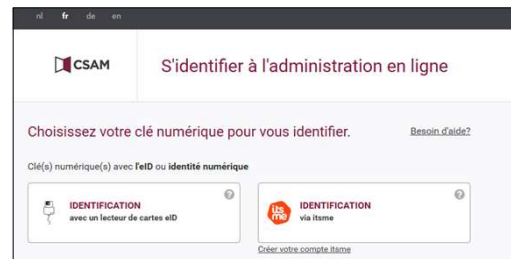 nl fr de en
CSAM
S'identifier à l'administration en ligne
Choisissez votre clé numérique pour vous identifier.
Besoin d'aide?
Clé(s) numérique(s) avec l'eID ou identité numérique
IDENTIFICATION
avec un lecteur de cartes eID
?
its
me
IDENTIFICATION
via itsme
?
Créer votre compte itsme